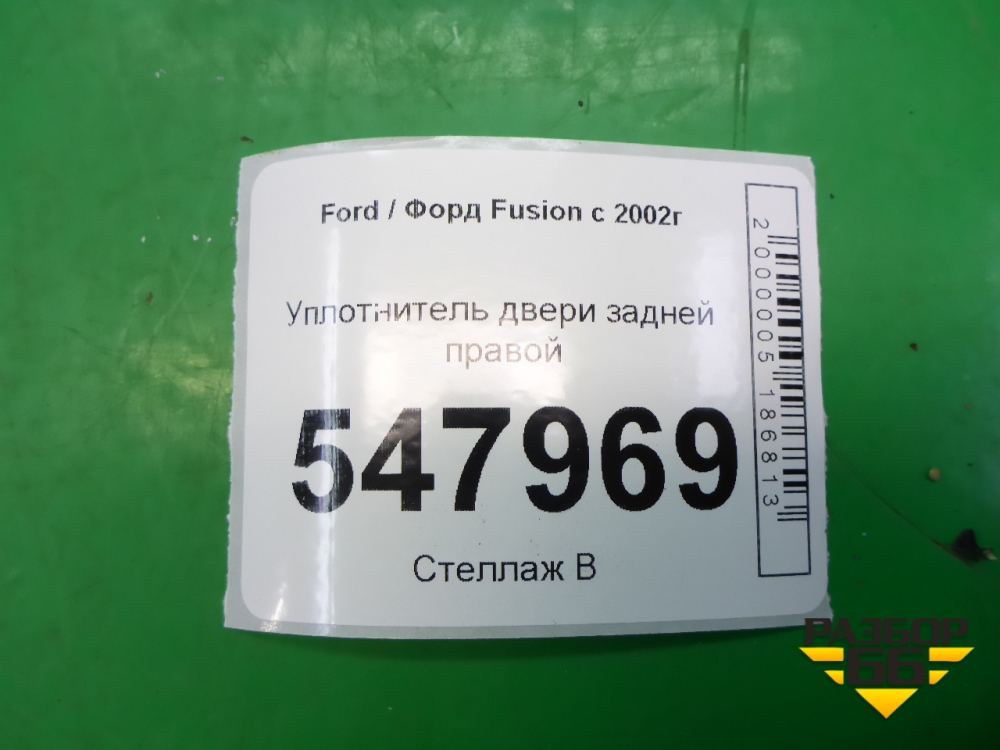 Ford / Форд Fusion с 2002г
Уплотнитель двери задней
правой
547969
Стеллаж В
2000005186813
РАЗБОР
66